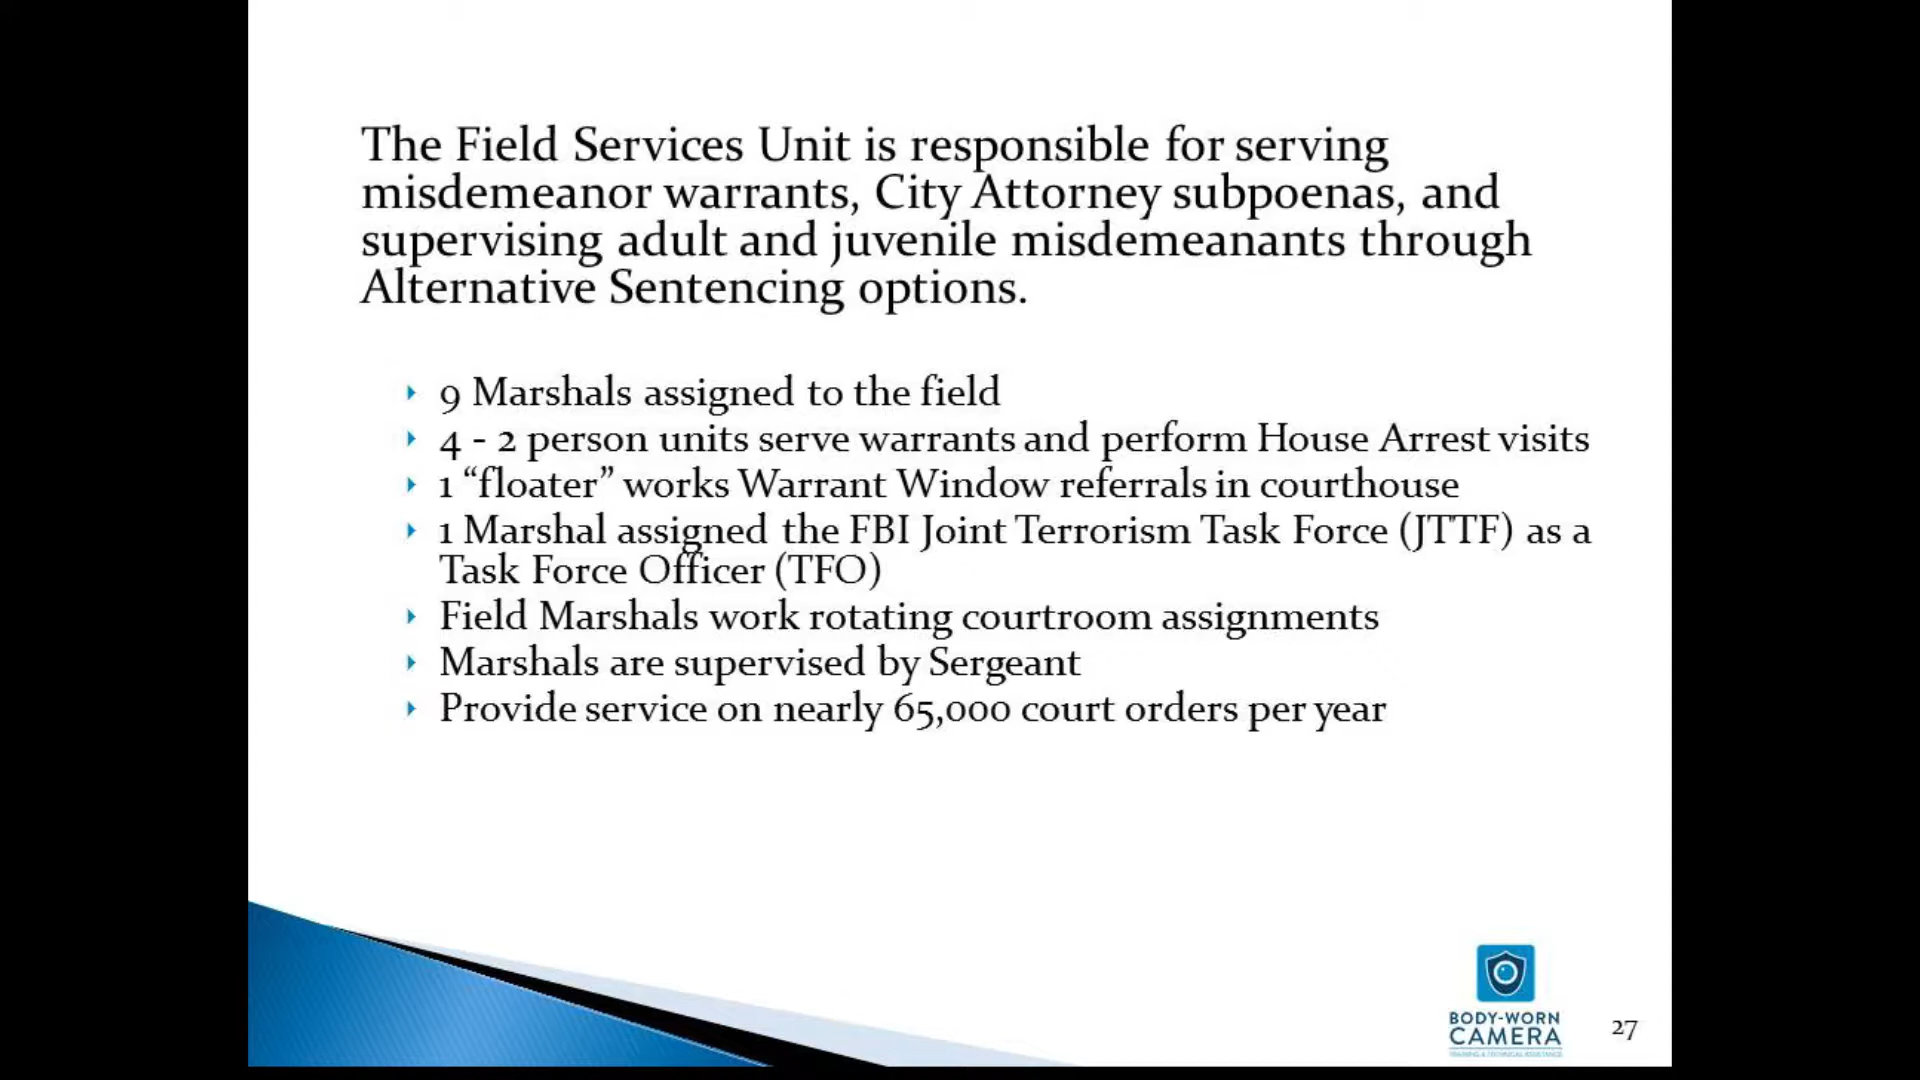 The Field Services Unit is responsible for serving
misdemeanor warrants, City Attorney subpoenas, and
supervising adult and juvenile misdemeanants through
Alternative Sentencing options.
9 Marshals assigned to the field
4 - 2 person units serve warrants and perform House Arrest visits
1 “floater” works Warrant Window referrals in courthouse
1 Marshal assigned the FBI Joint Terrorism Task Force (JTTF) as a
Task Force Officer (TFO)
Field Marshals work rotating courtroom assignments
Marshals are supervised by Sergeant
Provide service on nearly 65,000 court orders per year
BODY-WORN
CAMERA
TRAINING & TECHNICAL ASSISTANCE
27